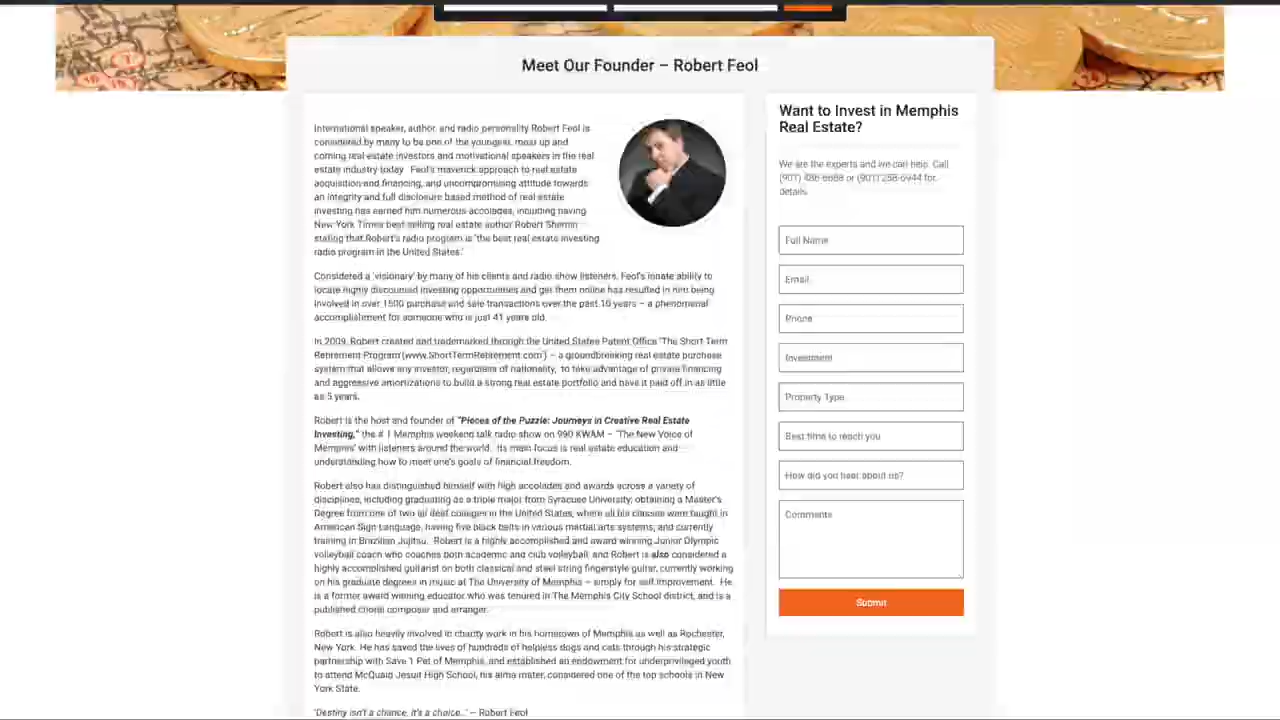 Meet Our Founder – Robert Feol
International speaker, author, and radio personality Robert Feol is
considered by many to be one of the youngest, most up and
coming real estate investors and motivational speakers in the real
estate industry today. Feol's maverick approach to real estate
acquisition and financing, and uncompromising attitude towards
an integrity and full disclosure based method of real estate
investing has earned him numerous accolades, including having
New York Times best selling real estate author Robert
stating that Robert's radio program is "the best real estate investing
radio program in the United States."
Considered a 'visionary' by many of his clients and radio show listeners, Feol's innate ability to
locate highly discounted investing opportunities and get them online has resulted in him being
involved in over 1500 purchase and sale transactions over the past 16 years – a phenomenal
accomplishment for someone who is just 41 years old.
In 2009, Robert created and trademarked through the United States Patent Office "The Short Term
Retirement Program (www.ShortTermRetirement.com") – a groundbreaking real estate purchase
system that allows any investor, regardless of nationality, to take advantage of private financing
and aggressive amortizations to build a strong real estate portfolio and have it paid off in as little
as 5 years.
Robert is the host and founder of "Pieces of the Puzzle: Journeys in Creative Real Estate
Investing," the # 1 Memphis weekend talk radio show on 990 KWAM – "The New Voice of
Memphis" with listeners around the world. Its main focus is real estate education and
understanding how to meet one's goals of financial freedom.
Robert also has distinguished himself with high accolades and awards across a variety of
disciplines, including graduating as a triple major from Syracuse University; obtaining a Master's
Degree from one of two all deaf colleges in the United States, where all his classes were taught in
American Sign Language, having five black belts in various martial arts systems, and currently
training in Brazilian Jujitsu. Robert is a highly accomplished and award winning Junior Olympic
volleyball coach who coaches both academic and club volleyball, and Robert is also considered a
highly accomplished guitarist on both classical and steel string fingerstyle guitar, currently working
on his graduate degrees in music at The University of Memphis – simply for self improvement. He
is a former award winning educator who was tenured in The Memphis City School district, and is a
published choral composer and arranger.
Robert is also heavily involved in charity work in his hometown of Memphis as well as Rochester,
New York. He has saved the lives of hundreds of helpless dogs and cats through his strategic
partnership with Save 1 Pet of Memphis, and established an endowment for underprivileged youth
to attend McQuaid Jesuit High School, his alma mater, considered one of the top schools in New
York State.
"Destiny isn't a chance, it's a choice..." – Robert Feol
Want to Invest in Memphis
Real Estate?
We are the experts and we can help. Call
(901) or (901) for
details.
Full Name
Email
Phone
Investment
Property Type
Best time to reach you
How did you hear about us?
Comments
Submit